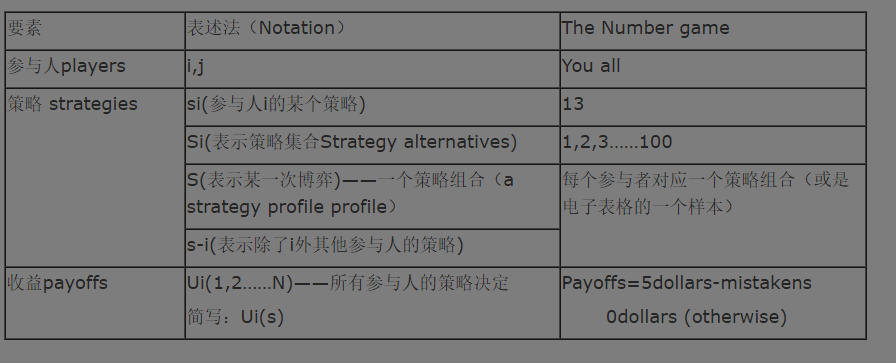 要素 表述法（Notation） The Number game
参与人players i,j You all
策略 strategies si(参与人i的某个策略) 13
Si(表示策略集合Strategy alternatives) 1,2,3……100
S(表示某一次博弈)——一个策略组合（a
strategy profile profile）
每个参与者对应一个策略组合（或是
电子表格的一个样本）
s-i(表示除了i外其他参与人的策略)
收益payoffs Ui(1,2……N)——所有参与人的策略决定 Payoffs=5dollars-mistakens
简写：Ui(s) 0dollars (otherwise)